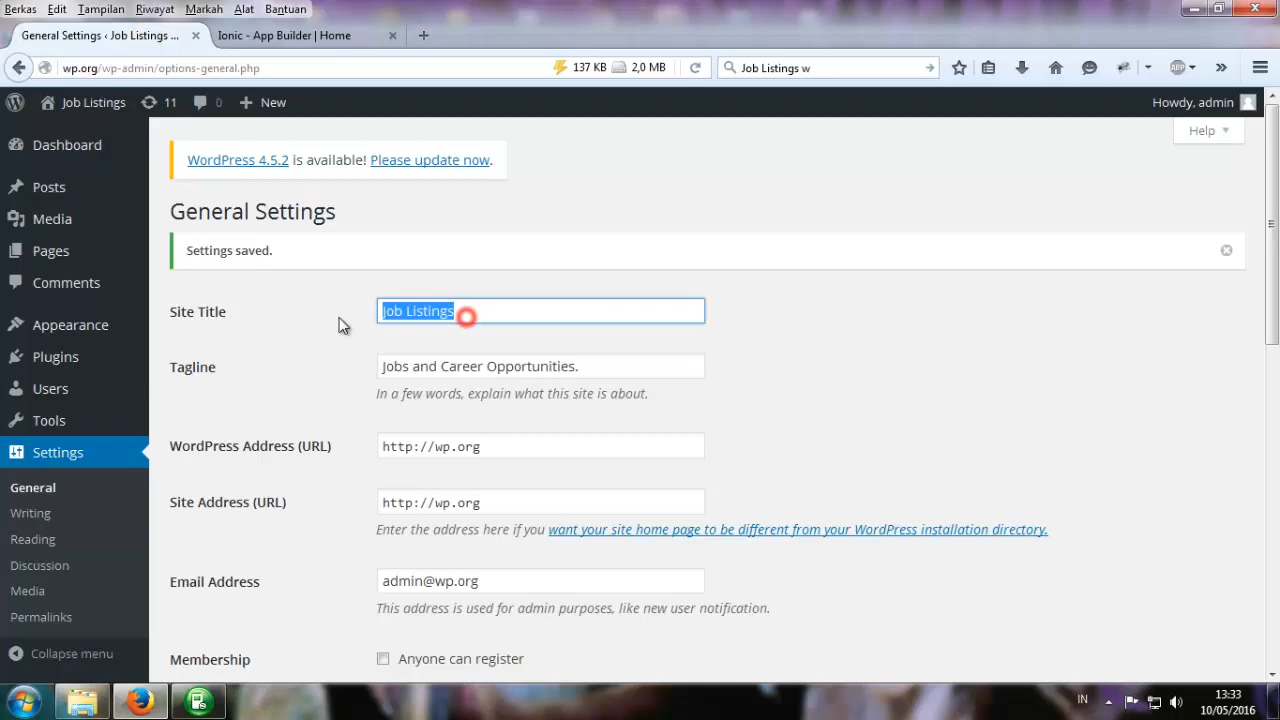 Berkas Edit Tampilan Riwayat Markah Alat Bantuan
General Settings ‹ Job Listings ... × Ionic - App Builder | Home × +
wp.org/wp-admin/options-general.php 137 KB 2,0 MB Job Listings w ABP
Job Listings 11 0 + New Howdy, admin
Help
Dashboard
Posts
Media
Pages
Comments
Appearance
Plugins
Users
Tools
Settings
General
Writing
Reading
Discussion
Media
Permalinks
Collapse menu
WordPress 4.5.2 is available! Please update now.
General Settings
Settings saved.
Site Title Job Listings
Tagline Jobs and Career Opportunities.
In a few words, explain what this site is about.
WordPress Address (URL) http://wp.org
Site Address (URL) http://wp.org
Enter the address here if you want your site home page to be different from your WordPress installation directory.
Email Address admin@wp.org
This address is used for admin purposes, like new user notification.
Membership Anyone can register
IN 13:33
10/05/2016